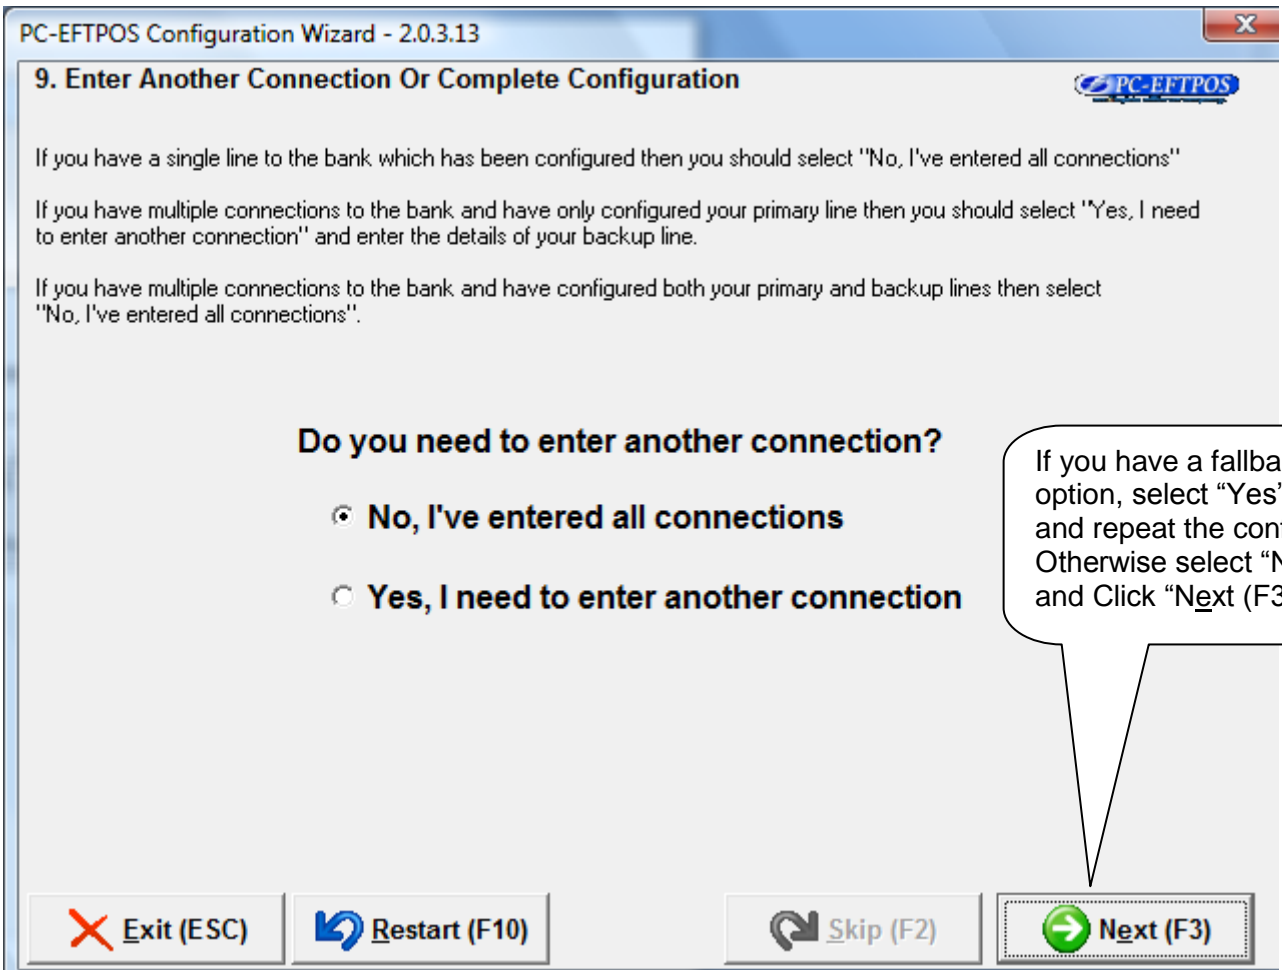 PC-EFTPOS Configuration Wizard - 2.0.3.13
X
9. Enter Another Connection Or Complete Configuration
PC-EFTPOS
If you have a single line to the bank which has been configured then you should select "No, I've entered all connections"
If you have multiple connections to the bank and have only configured your primary line then you should select "Yes, I need
to enter another connection" and enter the details of your backup line.
If you have multiple connections to the bank and have configured both your primary and backup lines then select
"No, I've entered all connections".
Do you need to enter another connection?
No, I've entered all connections
Yes, I need to enter another connection
If you have a
option, select “Yes”
and repeat the
Otherwise select
and Click “Next
Exit (ESC)
Restart (F10)
Skip (F2)
Next (F3)